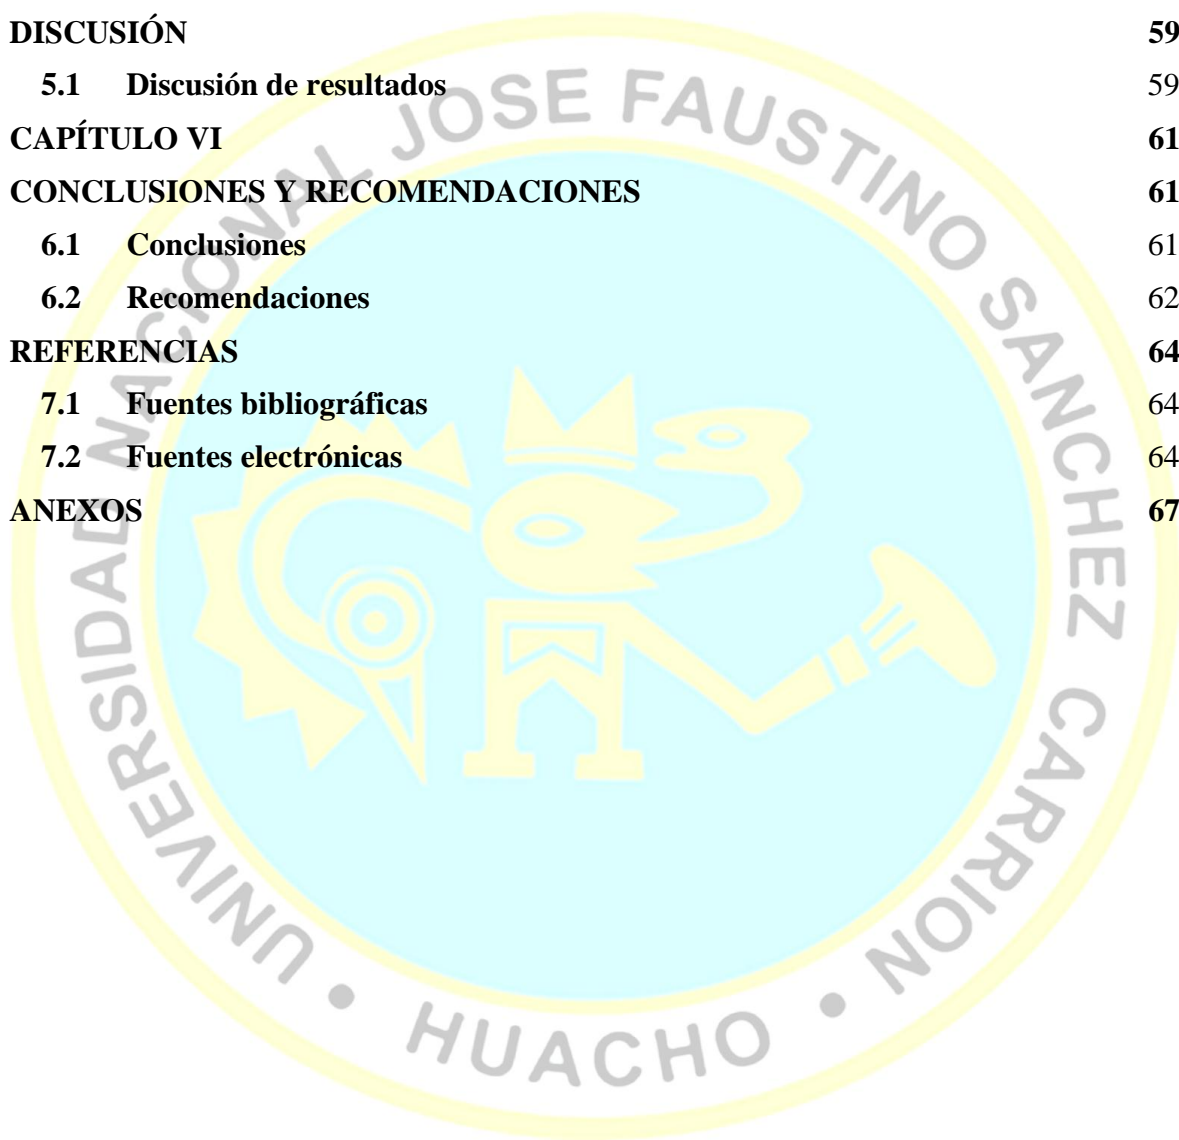 DISCUSIÓN 59
5.1 Discusión de resultados 59
CAPÍTULO VI 61
CONCLUSIONES Y RECOMENDACIONES 61
6.1 Conclusiones 61
6.2 Recomendaciones 62
REFERENCIAS 64
7.1 Fuentes bibliográficas 64
7.2 Fuentes electrónicas 64
ANEXOS 67
UNIVERSIDAD NACIONAL JOSE FAUSTINO SANCHEZ CARRION • HUACHO •